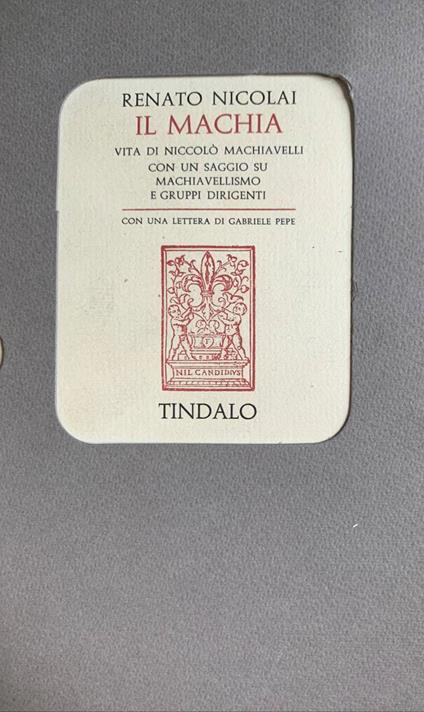 RENATO NICOLAI
IL MACHIA
VITA DI NICCOLÒ MACHIAVELLI
CON UN SAGGIO SU
MACHIAVELLISMO
E GRUPPI DIRIGENTI
CON UNA LETTERA DI GABRIELE PEPE
NIL CANDIDIVS
TINDALO